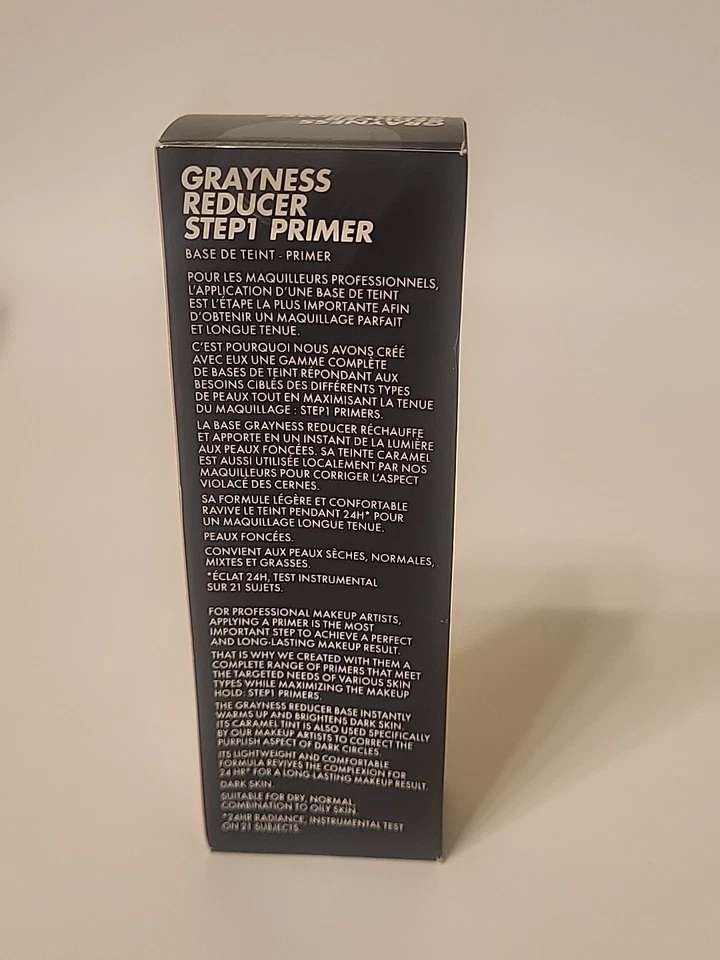 GRAYNESS
REDUCER
STEP1 PRIMER
BASE DE TEINT - PRIMER
POUR LES MAQUILLEURS PROFESSIONNELS,
L'APPLICATION D'UNE BASE DE TEINT
EST L'ÉTAPE LA PLUS IMPORTANTE AFIN
D'OBTENIR UN MAQUILLAGE PARFAIT
ET LONGUE TENUE.
C'EST POURQUOI NOUS AVONS CRÉÉ
AVEC EUX UNE GAMME COMPLÈTE
DE BASES DE TEINT RÉPONDANT AUX
BESOINS CIBLÉS DES DIFFÉRENTS TYPES
DE PEAUX TOUT EN MAXIMISANT LA TENUE
DU MAQUILLAGE : STEP1 PRIMERS.
LA BASE GRAYNESS REDUCER RÉCHAUFFE
ET APPORTE EN UN INSTANT DE LA LUMIÈRE
AUX PEAUX FONCÉES. SA TEINTE CARAMEL
EST AUSSI UTILISÉE LOCALEMENT PAR NOS
MAQUILLEURS POUR CORRIGER L'ASPECT
VIOLACÉ DES CERNES.
SA FORMULE LÉGÈRE ET CONFORTABLE
RAVIVE LE TEINT PENDANT 24H* POUR
UN MAQUILLAGE LONGUE TENUE.
PEAUX FONCÉES.
CONVIENT AUX PEAUX SÈCHES, NORMALES,
MIXTES ET GRASSES.
*ÉCLAT 24H, TEST INSTRUMENTAL
SUR 21 SUJETS.
FOR PROFESSIONAL MAKEUP ARTISTS,
APPLYING A PRIMER IS THE MOST
IMPORTANT STEP TO ACHIEVE A PERFECT
AND LONG-LASTING MAKEUP RESULT.
THAT IS WHY WE CREATED WITH THEM A
COMPLETE RANGE OF PRIMERS THAT MEET
THE TARGETED NEEDS OF VARIOUS SKIN
TYPES WHILE MAXIMIZING THE MAKEUP
HOLD: STEP1 PRIMERS.
THE GRAYNESS REDUCER BASE INSTANTLY
WARMS UP AND BRIGHTENS DARK SKIN.
ITS CARAMEL TINT IS ALSO USED SPECIFICALLY
BY OUR MAKEUP ARTISTS TO CORRECT THE
PURPLISH ASPECT OF DARK CIRCLES.
ITS LIGHTWEIGHT AND COMFORTABLE
FORMULA REVIVES THE COMPLEXION FOR
24 HR* FOR A LONG-LASTING MAKEUP RESULT.
DARK SKIN.
SUITABLE FOR DRY, NORMAL,
COMBINATION TO OILY SKIN.
*24HR RADIANCE, INSTRUMENTAL TEST
ON 21 SUBJECTS.